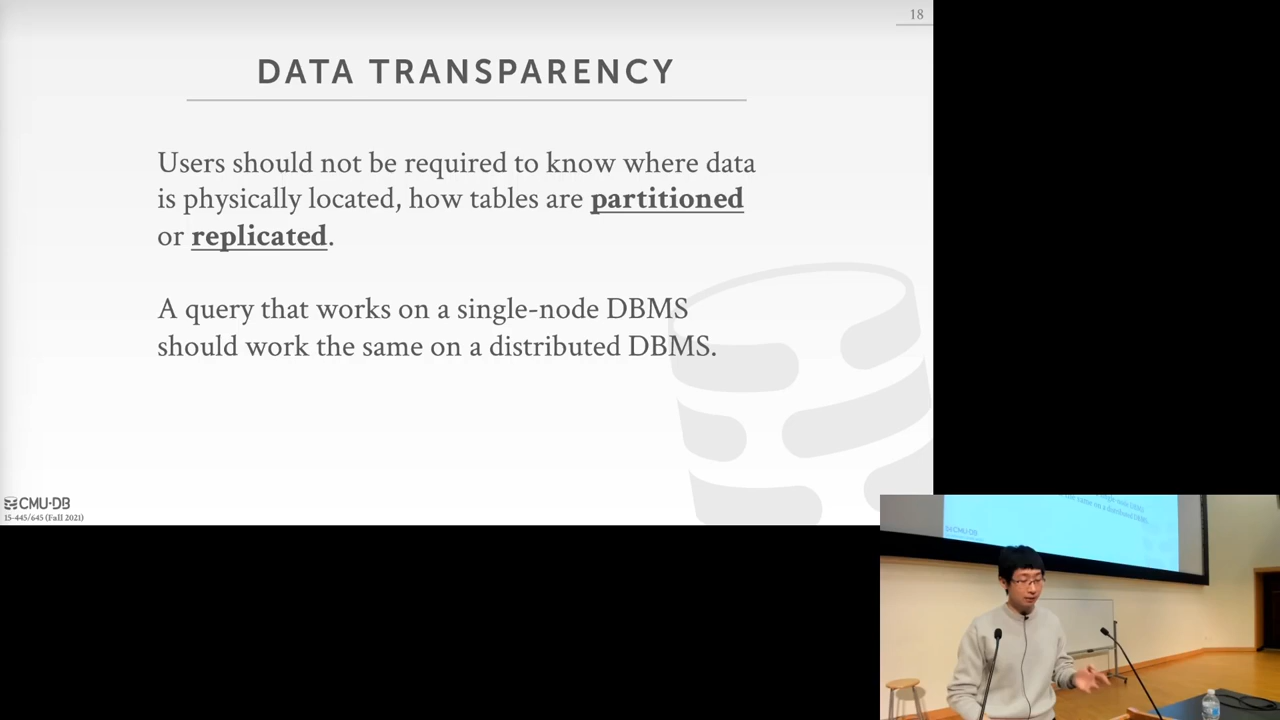 18
DATA TRANSPARENCY
Users should not be required to know where data
is physically located, how tables are partitioned
or replicated.
A query that works on a single-node DBMS
should work the same on a distributed DBMS.
CMU·DB
15-445/645 (Fall 2021)
CMU·DB